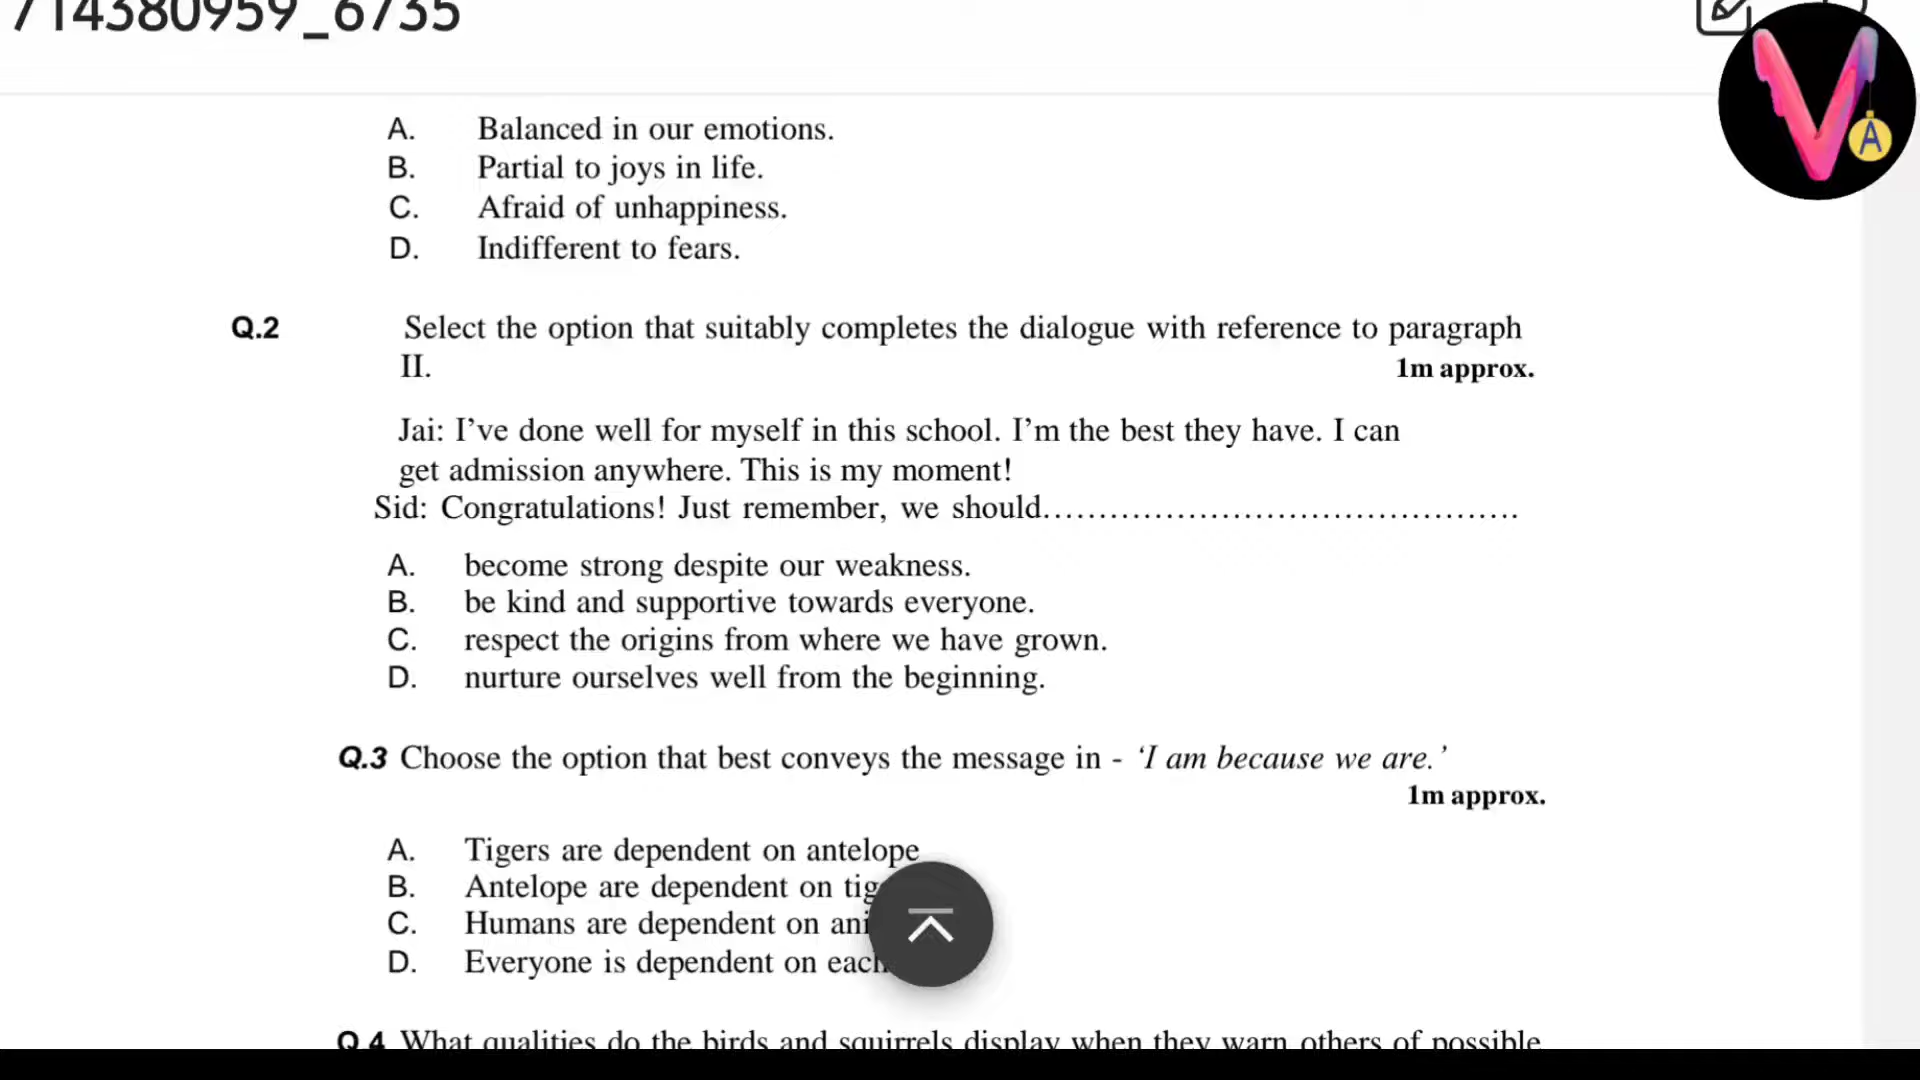 714380959_6735
A. Balanced in our emotions.
B. Partial to joys in life.
C. Afraid of unhappiness.
D. Indifferent to fears.
Q.2 Select the option that suitably completes the dialogue with reference to paragraph
II. 1m approx.
Jai: I’ve done well for myself in this school. I’m the best they have. I can
get admission anywhere. This is my moment!
Sid: Congratulations! Just remember, we should..........................................
A. become strong despite our weakness.
B. be kind and supportive towards everyone.
C. respect the origins from where we have grown.
D. nurture ourselves well from the beginning.
Q.3 Choose the option that best conveys the message in - ‘I am because we are.’
1m approx.
A. Tigers are dependent on antelope
B. Antelope are dependent on
C. Humans are dependent on
D. Everyone is dependent on each
Q.4 What qualities do the birds and squirrels display when they warn others of possible
V
A